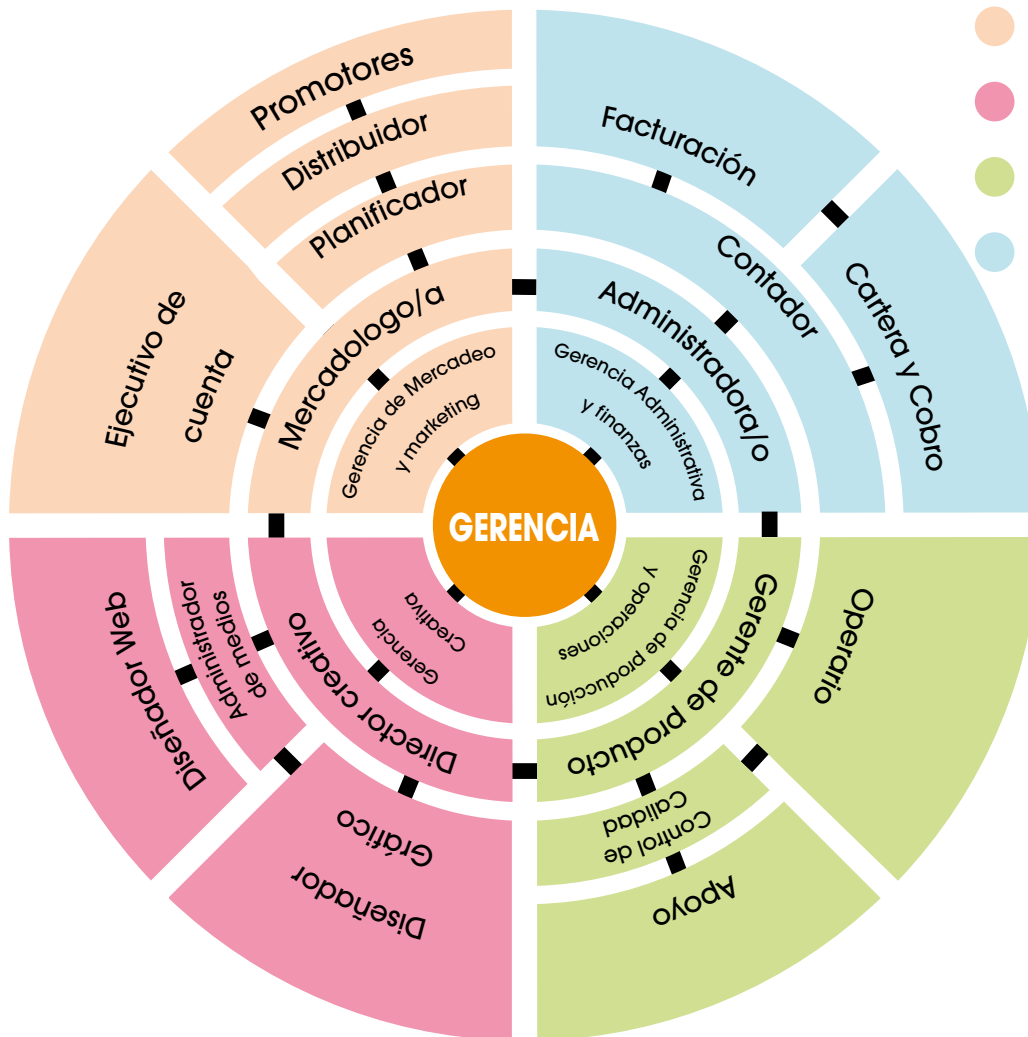 Promotores
Distribuidor
Planificador
Mercadologo/a
Gerencia de Mercadeo
y marketing
Ejecutivo de
cuenta
Facturación
Contador
Cartera y Cobro
Administradora/o
Gerencia Administrativa
y finanzas
GERENCIA
Gerencia
Creativa
Director creativo
Administrador
de medios
Diseñador Web
Diseñador
Gráfico
Gerencia de producción
y operaciones
Gerente de producto
Operario
Control de
Calidad
Apoyo